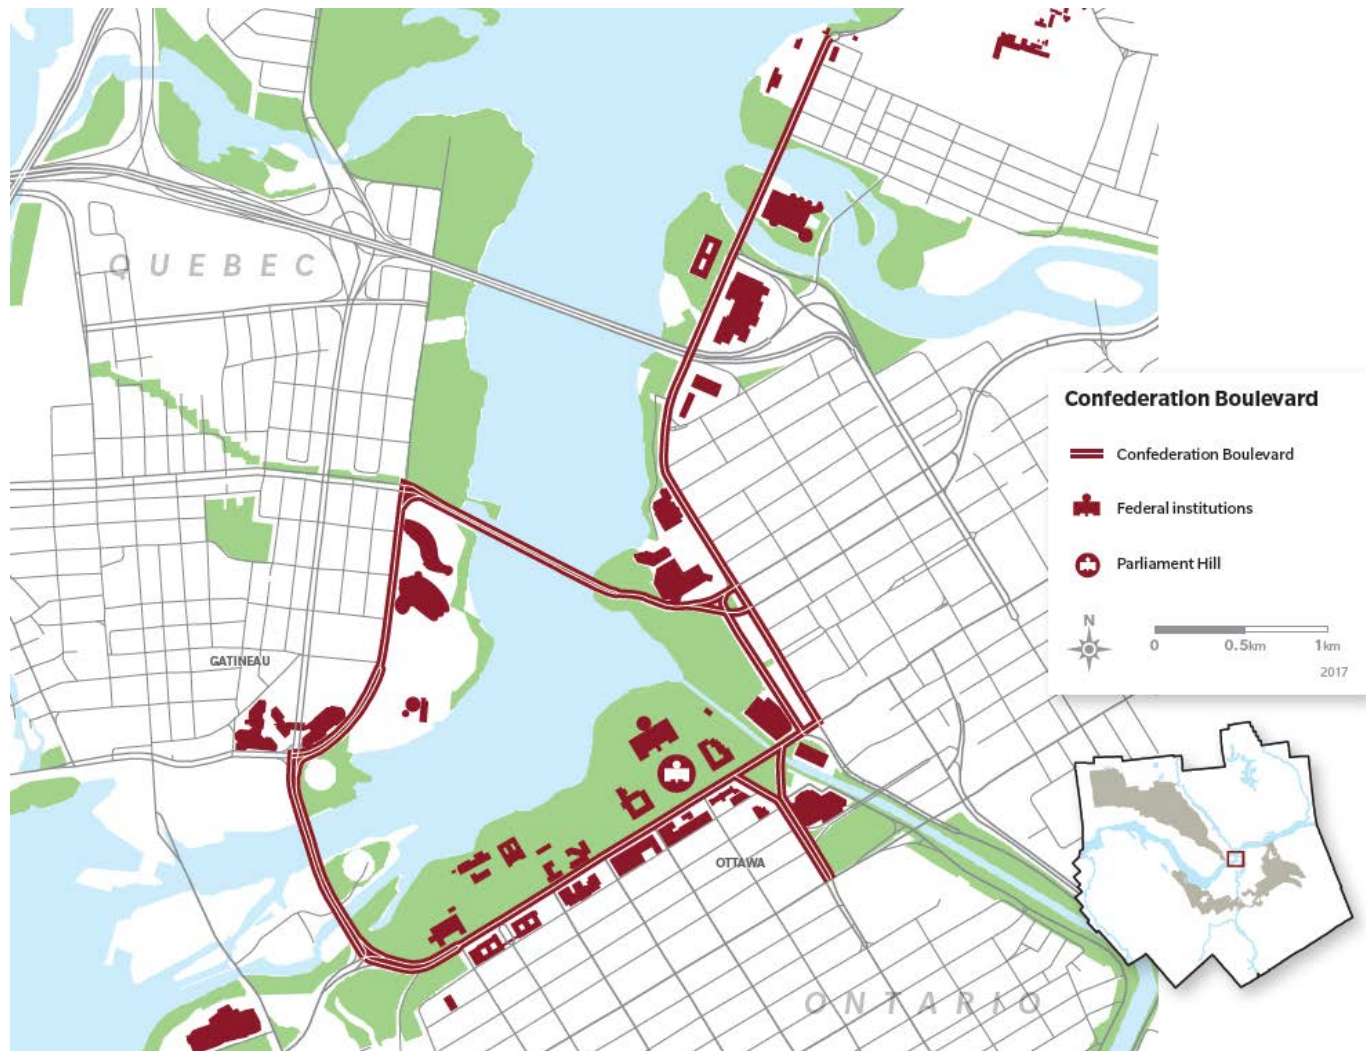 QUEBEC
GATINEAU
OTTAWA
ONTARIO
Confederation Boulevard
Confederation Boulevard
Federal institutions
Parliament Hill
N
0 0.5km 1km
2017